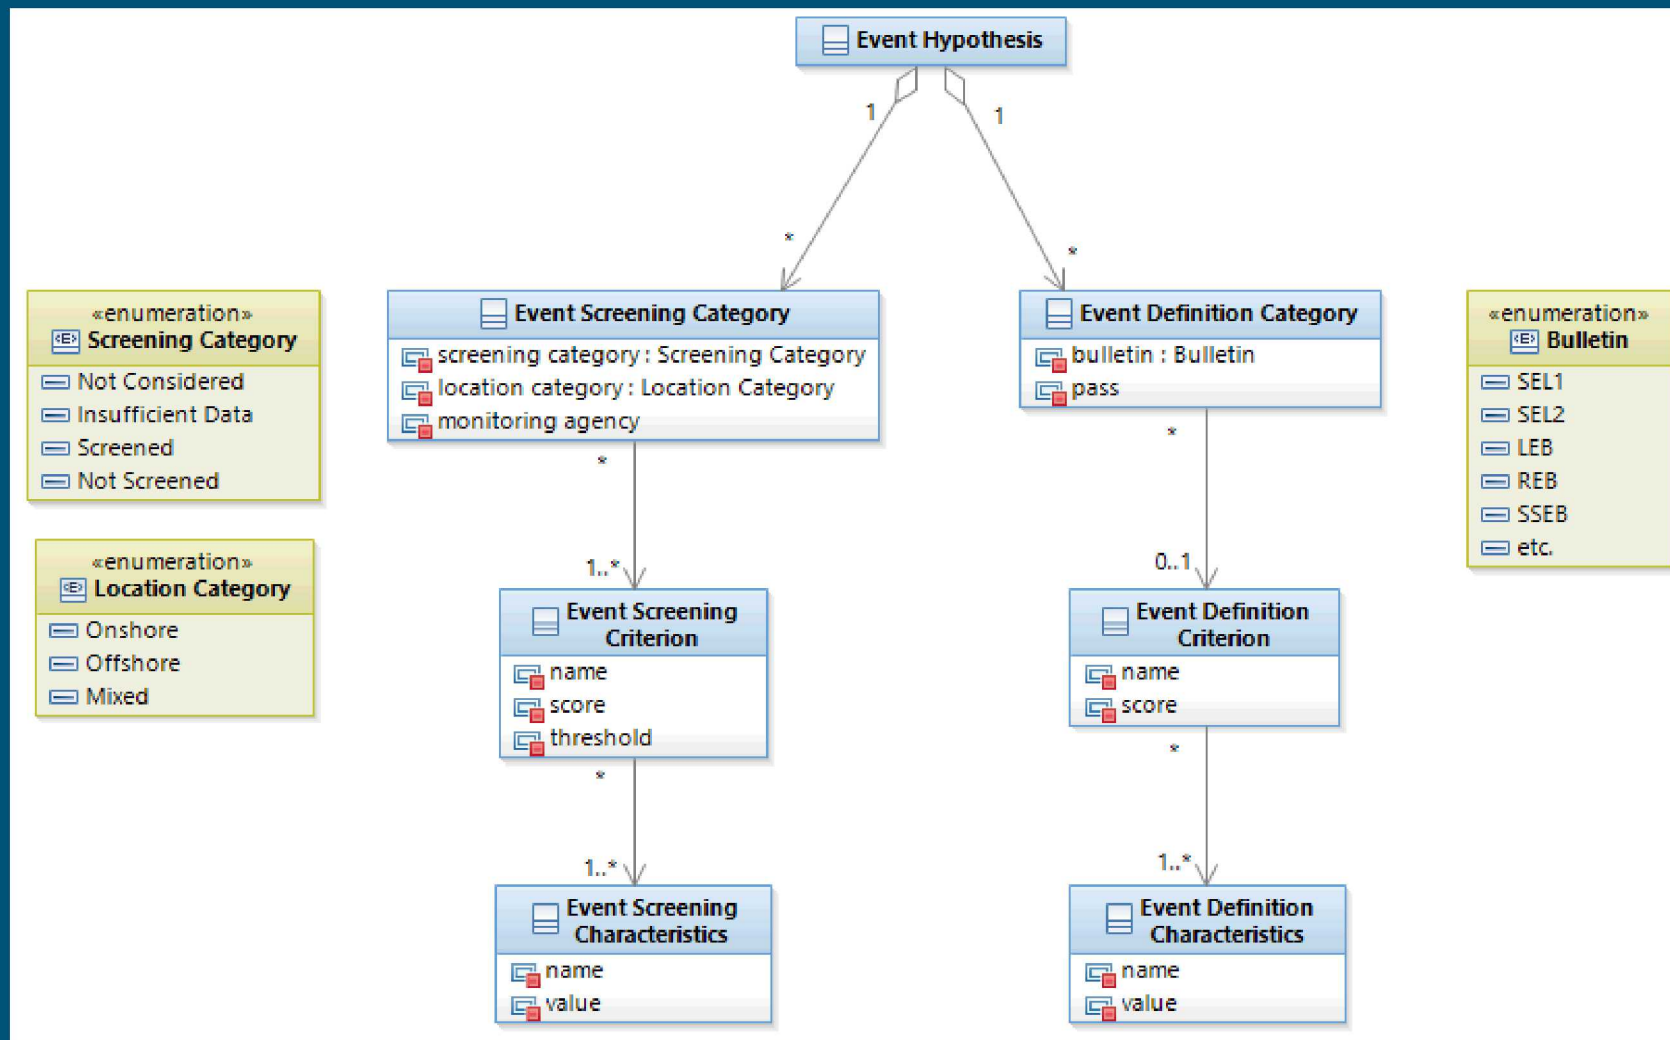 Event Hypothesis
1
1
*
*
«enumeration»
Screening Category
Not Considered
Insufficient Data
Screened
Not Screened
Event Screening Category
screening category : Screening Category
location category : Location Category
monitoring agency
Event Definition Category
bulletin : Bulletin
pass
«enumeration»
Bulletin
SEL1
SEL2
LEB
REB
SSEB
etc.
*
*
«enumeration»
Location Category
Onshore
Offshore
Mixed
1..*
0..1
Event Screening
Criterion
name
score
threshold
Event Definition
Criterion
name
score
*
*
1..*
1..*
Event Screening
Characteristics
name
value
Event Definition
Characteristics
name
value